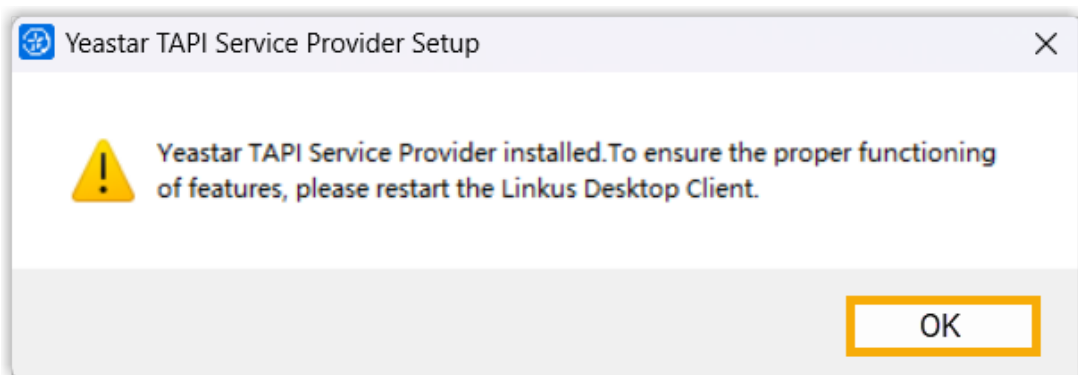 Yeastar TAPI Service Provider Setup
Yeastar TAPI Service Provider installed.To ensure the proper functioning
of features, please restart the Linkus Desktop Client.
OK